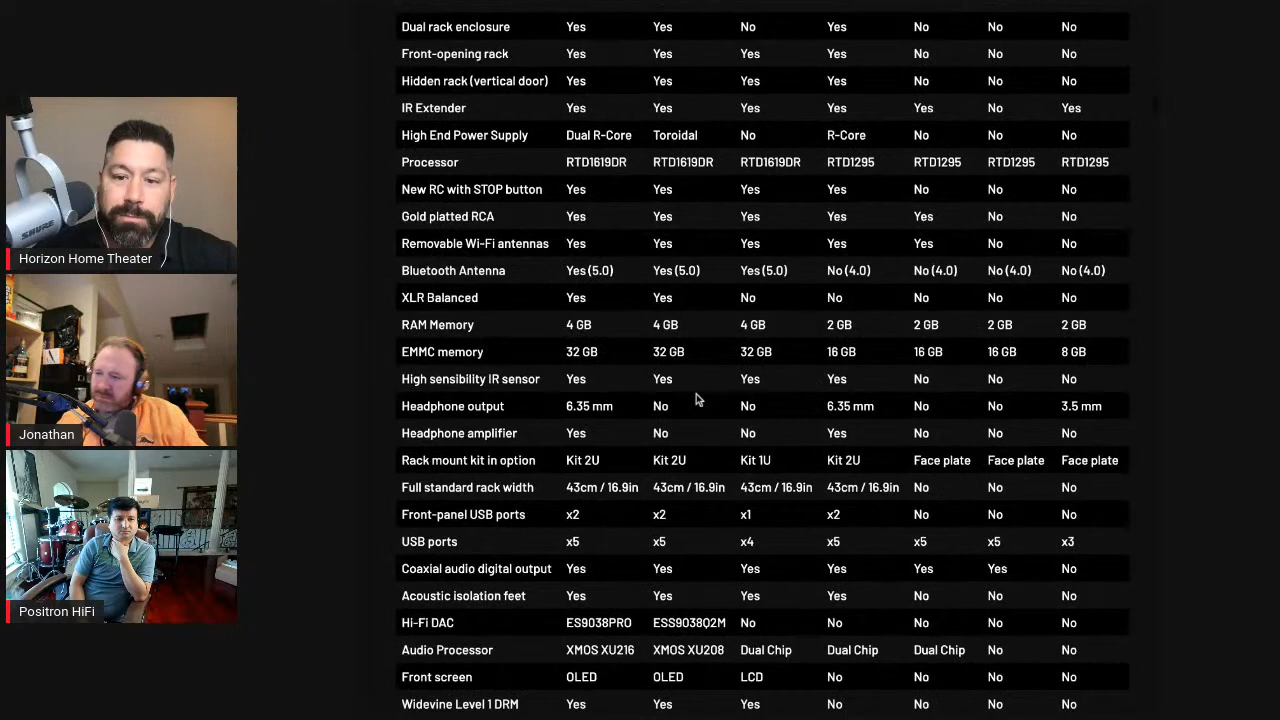 Dual rack enclosure Yes Yes No Yes No No No
Front-opening rack Yes Yes Yes Yes No No No
Hidden rack (vertical door) Yes Yes Yes Yes No No No
IR Extender Yes Yes Yes Yes Yes No Yes
High End Power Supply Dual R-Core Toroidal No R-Core No No No
Processor RTD1619DR RTD1619DR RTD1619DR RTD1295 RTD1295 RTD1295 RTD1295
New RC with STOP button Yes Yes Yes Yes No No No
Gold platted RCA Yes Yes Yes Yes Yes No No
Removable Wi-Fi antennas Yes Yes Yes Yes Yes No No
Bluetooth Antenna Yes (5.0) Yes (5.0) Yes (5.0) No (4.0) No (4.0) No (4.0) No (4.0)
XLR Balanced Yes Yes No No No No No
RAM Memory 4 GB 4 GB 4 GB 2 GB 2 GB 2 GB 2 GB
EMMC memory 32 GB 32 GB 32 GB 16 GB 16 GB 16 GB 8 GB
High sensibility IR sensor Yes Yes Yes Yes No No No
Headphone output 6.35 mm No No 6.35 mm No No 3.5 mm
Headphone amplifier Yes No No Yes No No No
Rack mount kit in option Kit 2U Kit 2U Kit 1U Kit 2U Face plate Face plate Face plate
Full standard rack width 43cm / 16.9in 43cm / 16.9in 43cm / 16.9in 43cm / 16.9in No No No
Front-panel USB ports x2 x2 x1 x2 No No No
USB ports x5 x5 x4 x5 x5 x5 x3
Coaxial audio digital output Yes Yes Yes Yes Yes Yes No
Acoustic isolation feet Yes Yes Yes Yes No No No
Hi-Fi DAC ES9038PRO ESS9038Q2M No No No No No
Audio Processor XMOS XU216 XMOS XU208 Dual Chip Dual Chip Dual Chip No No
Front screen OLED OLED LCD No No No No
Widevine Level 1 DRM Yes Yes Yes No No No No
SHURE
Horizon Home Theater
Jonathan
Positron HiFi